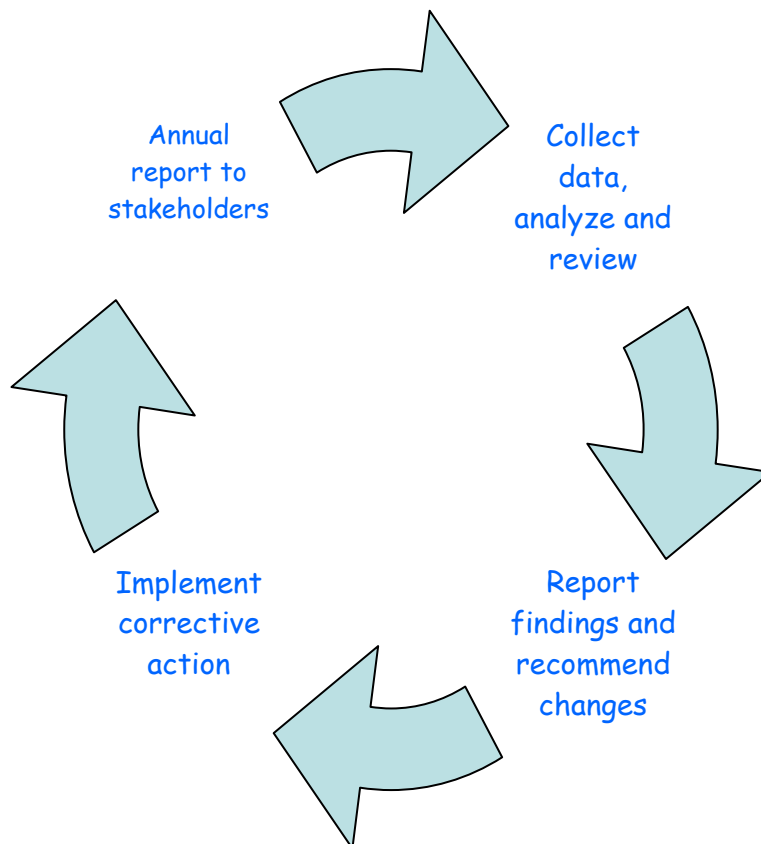 Annual
report to
stakeholders
Collect
data,
analyze and
review
Report
findings and
recommend
changes
Implement
corrective
action